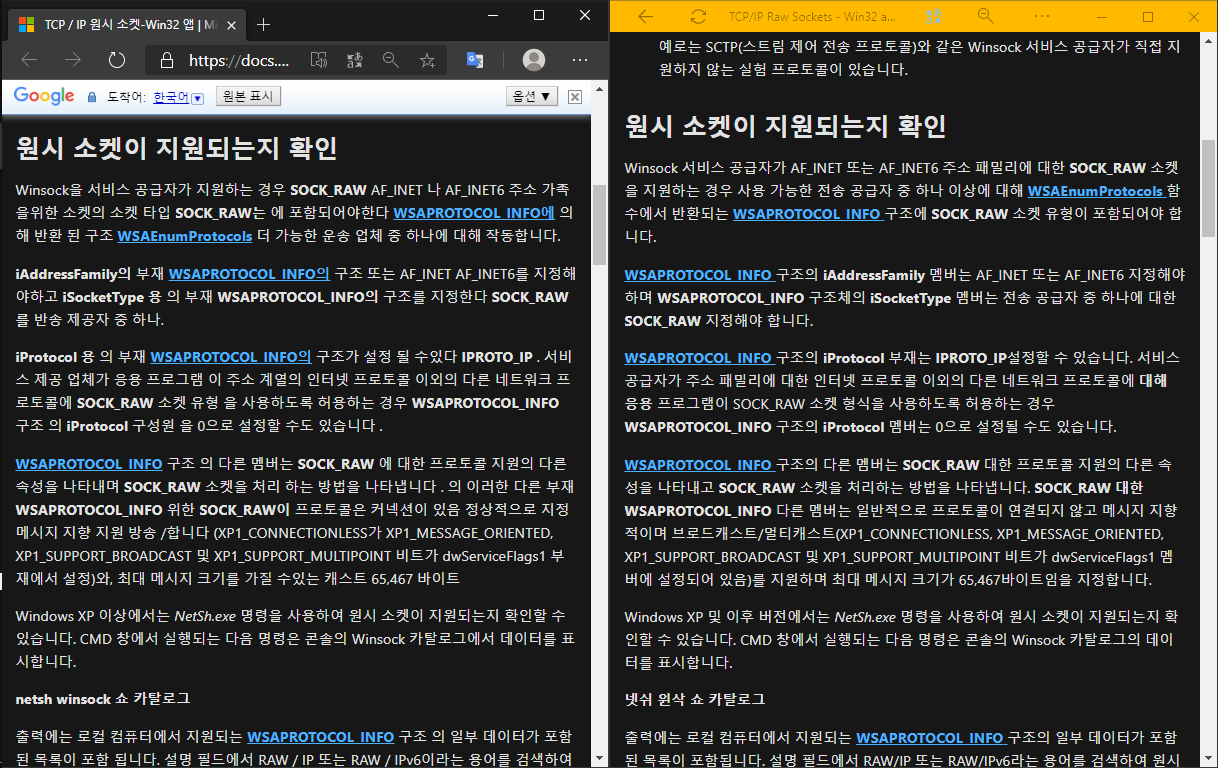 TCP / IP 원시 소켓-Win32 앱 | Mi
https://docs....
Google 도착어: 한국어 ▼ 원본 표시 옵션 ▼
원시 소켓이 지원되는지 확인
Winsock을 서비스 공급자가 지원하는 경우 SOCK_RAW AF_INET 나 AF_INET6 주소 가족
을위한 소켓의 소켓 타입 SOCK_RAW는 에 포함되어야한다 WSAPROTOCOL_INFO에 의
해 반환 된 구조 WSAEnumProtocols 더 가능한 운송 업체 중 하나에 대해 작동합니다.
iAddressFamily의 부재 WSAPROTOCOL_INFO의 구조 또는 AF_INET AF_INET6를 지정해
야하고 iSocketType 용 의 부재 WSAPROTOCOL_INFO의 구조를 지정한다 SOCK_RAW
를 반송 제공자 중 하나.
iProtocol 용 의 부재 WSAPROTOCOL_INFO의 구조가 설정 될 수있다 IPROTO_IP . 서비
스 제공 업체가 응용 프로그램 이 주소 계열의 인터넷 프로토콜 이외의 다른 네트워크 프
로토콜에 SOCK_RAW 소켓 유형 을 사용하도록 허용하는 경우 WSAPROTOCOL_INFO
구조 의 iProtocol 구성원 을 0으로 설정할 수도 있습니다 .
WSAPROTOCOL_INFO 구조 의 다른 멤버는 SOCK_RAW 에 대한 프로토콜 지원의 다른
속성을 나타내며 SOCK_RAW 소켓을 처리 하는 방법을 나타냅니다 . 의 이러한 다른 부재
WSAPROTOCOL_INFO 위한 SOCK_RAW이 프로토콜은 커넥션이 있음 정상적으로 지정
메시지 지향 지원 방송 /합니다 (XP1_CONNECTIONLESS가 XP1_MESSAGE_ORIENTED,
XP1_SUPPORT_BROADCAST 및 XP1_SUPPORT_MULTIPOINT 비트가 dwServiceFlags1 부
재에서 설정)와, 최대 메시지 크기를 가질 수있는 캐스트 65,467 바이트
Windows XP 이상에서는 NetSh.exe 명령을 사용하여 원시 소켓이 지원되는지 확인할 수
있습니다. CMD 창에서 실행되는 다음 명령은 콘솔의 Winsock 카탈로그에서 데이터를 표
시합니다.
netsh winsock 쇼 카탈로그
출력에는 로컬 컴퓨터에서 지원되는 WSAPROTOCOL_INFO 구조 의 일부 데이터가 포함
된 목록이 포함 됩니다. 설명 필드에서 RAW / IP 또는 RAW / IPv6이라는 용어를 검색하여
TCP/IP Raw Sockets - Win32 a...
예로는 SCTP(스트림 제어 전송 프로토콜)와 같은 Winsock 서비스 공급자가 직접 지
원하지 않는 실험 프로토콜이 있습니다.
원시 소켓이 지원되는지 확인
Winsock 서비스 공급자가 AF_INET 또는 AF_INET6 주소 패밀리에 대한 SOCK_RAW 소켓
을 지원하는 경우 사용 가능한 전송 공급자 중 하나 이상에 대해 WSAEnumProtocols 함
수에서 반환되는 WSAPROTOCOL_INFO 구조에 SOCK_RAW 소켓 유형이 포함되어야 합
니다.
WSAPROTOCOL_INFO 구조의 iAddressFamily 멤버는 AF_INET 또는 AF_INET6 지정해야
하며 WSAPROTOCOL_INFO 구조체의 iSocketType 멤버는 전송 공급자 중 하나에 대한
SOCK_RAW 지정해야 합니다.
WSAPROTOCOL_INFO 구조의 iProtocol 부재는 IPROTO_IP설정할 수 있습니다. 서비스
공급자가 주소 패밀리에 대한 인터넷 프로토콜 이외의 다른 네트워크 프로토콜에 대해
응용 프로그램이 SOCK_RAW 소켓 형식을 사용하도록 허용하는 경우
WSAPROTOCOL_INFO 구조의 iProtocol 멤버는 0으로 설정될 수도 있습니다.
WSAPROTOCOL_INFO 구조의 다른 멤버는 SOCK_RAW 대한 프로토콜 지원의 다른 속
성을 나타내고 SOCK_RAW 소켓을 처리하는 방법을 나타냅니다. SOCK_RAW 대한
WSAPROTOCOL_INFO 다른 멤버는 일반적으로 프로토콜이 연결되지 않고 메시지 지향
적이며 브로드캐스트/멀티캐스트(XP1_CONNECTIONLESS, XP1_MESSAGE_ORIENTED,
XP1_SUPPORT_BROADCAST 및 XP1_SUPPORT_MULTIPOINT 비트가 dwServiceFlags1 멤
버에 설정되어 있음)를 지원하며 최대 메시지 크기가 65,467바이트임을 지정합니다.
Windows XP 및 이후 버전에서는 NetSh.exe 명령을 사용하여 원시 소켓이 지원되는지 확
인할 수 있습니다. CMD 창에서 실행되는 다음 명령은 콘솔의 Winsock 카탈로그의 데이
터를 표시합니다.
넷쉬 윈삭 쇼 카탈로그
출력에는 로컬 컴퓨터에서 지원되는 WSAPROTOCOL_INFO 구조의 일부 데이터가 포함
된 목록이 포함됩니다. 설명 필드에서 RAW/IP 또는 RAW/IPv6이라는 용어를 검색하여 원시